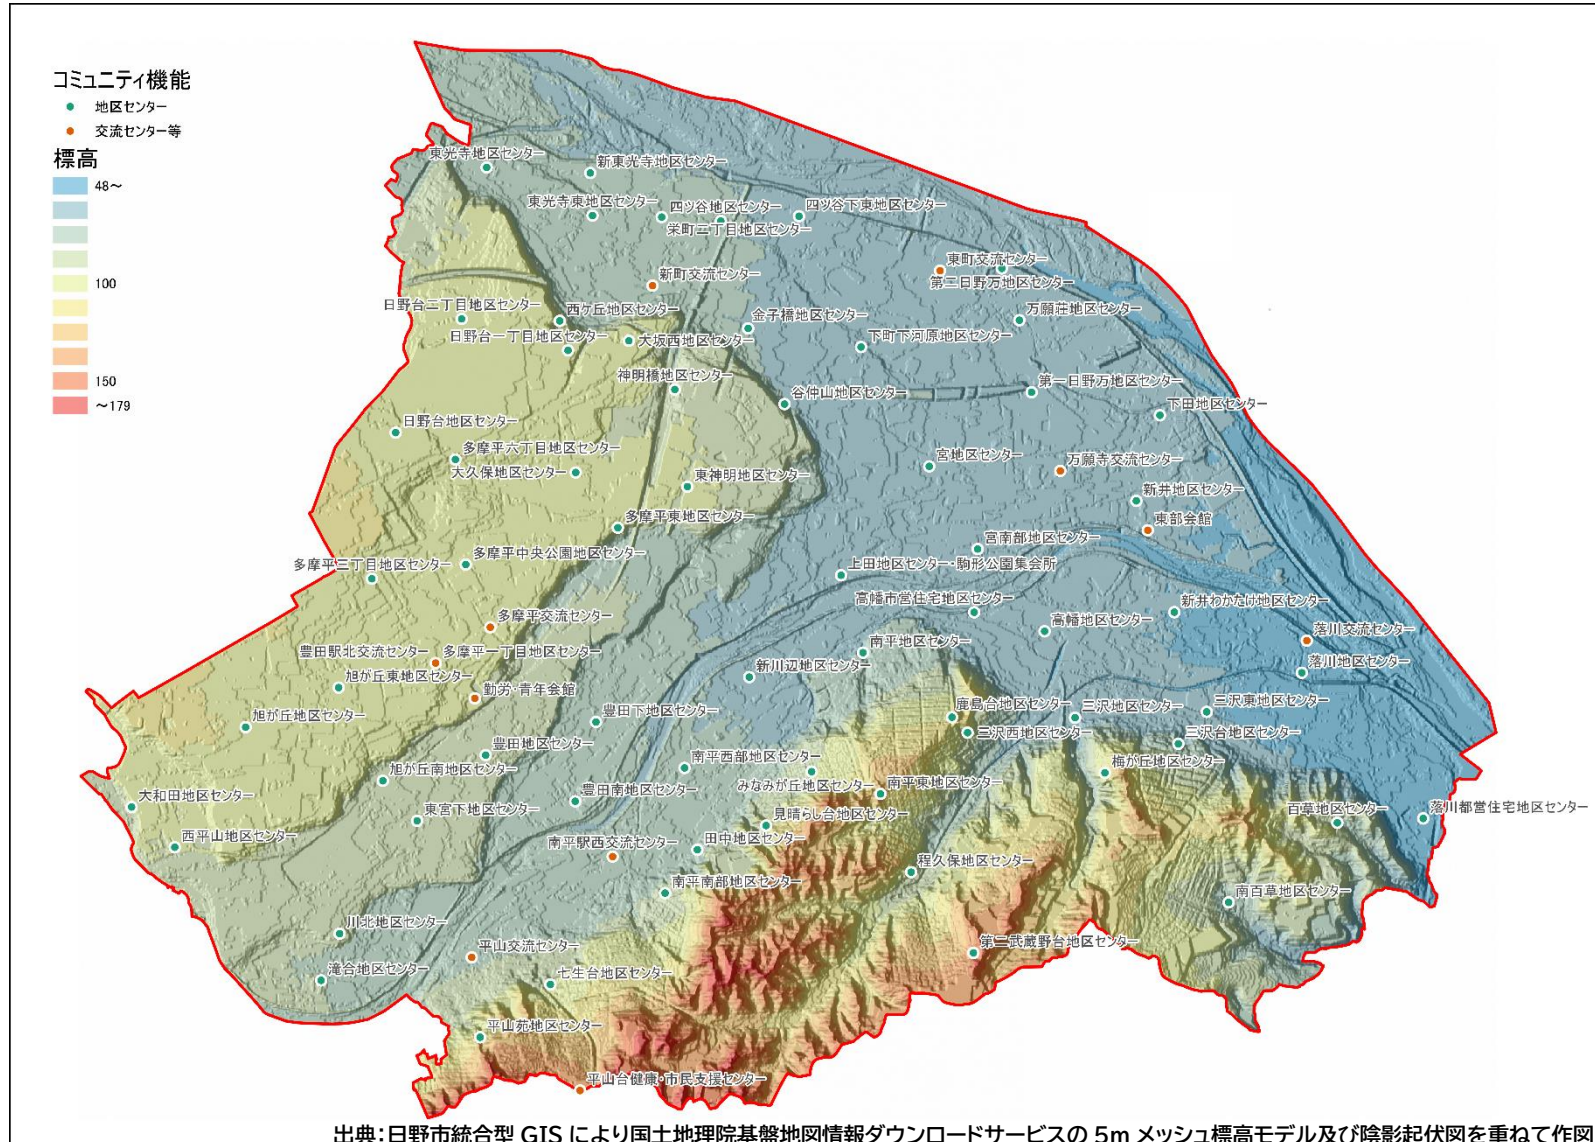 コミュニティ機能
地区センター
交流センター等
標高
48～
100
150
～179
東光寺地区センター
新東光寺地区センター
東光寺東地区センター
四ツ谷地区センター
四ツ谷下東地区センター
栄町二丁目地区センター
東町交流センター
第二日野万地区センター
新町交流センター
日野台二丁目地区センター
西ケ丘地区センター
金子橋地区センター
万願荘地区センター
日野台一丁目地区センター
大坂西地区センター
下町下河原地区センター
神明橋地区センター
谷仲山地区センター
第一日野万地区センター
下田地区センター
日野台地区センター
多摩平六丁目地区センター
大久保地区センター
東神明地区センター
宮地区センター
万願寺交流センター
新井地区センター
多摩平東地区センター
東部会館
多摩平三丁目地区センター
多摩平中央公園地区センター
宮南部地区センター
上田地区センター・駒形公園集会所
多摩平交流センター
高幡市営住宅地区センター
高幡地区センター
新井わかたけ地区センター
豊田駅北交流センター
多摩平一丁目地区センター
南平地区センター
落川交流センター
旭が丘東地区センター
新川辺地区センター
落川地区センター
勤労・青年会館
旭が丘地区センター
豊田下地区センター
鹿島台地区センター
三沢地区センター
三沢東地区センター
三沢西地区センター
三沢台地区センター
豊田地区センター
旭が丘南地区センター
南平西部地区センター
みなみが丘地区センター
南平東地区センター
梅が丘地区センター
大和田地区センター
東宮下地区センター
豊田南地区センター
見晴らし台地区センター
百草地区センター
落川都営住宅地区センター
西平山地区センター
南平駅西交流センター
田中地区センター
程久保地区センター
南平南部地区センター
南百草地区センター
川北地区センター
平山交流センター
第二武蔵野台地区センター
滝合地区センター
七生台地区センター
平山苑地区センター
平山台健康・市民支援センター
出典：日野市統合型 GIS により国土地理院基盤地図情報ダウンロードサービスの 5m メッシュ標高モデル及び陰影起伏図を重ねて作図